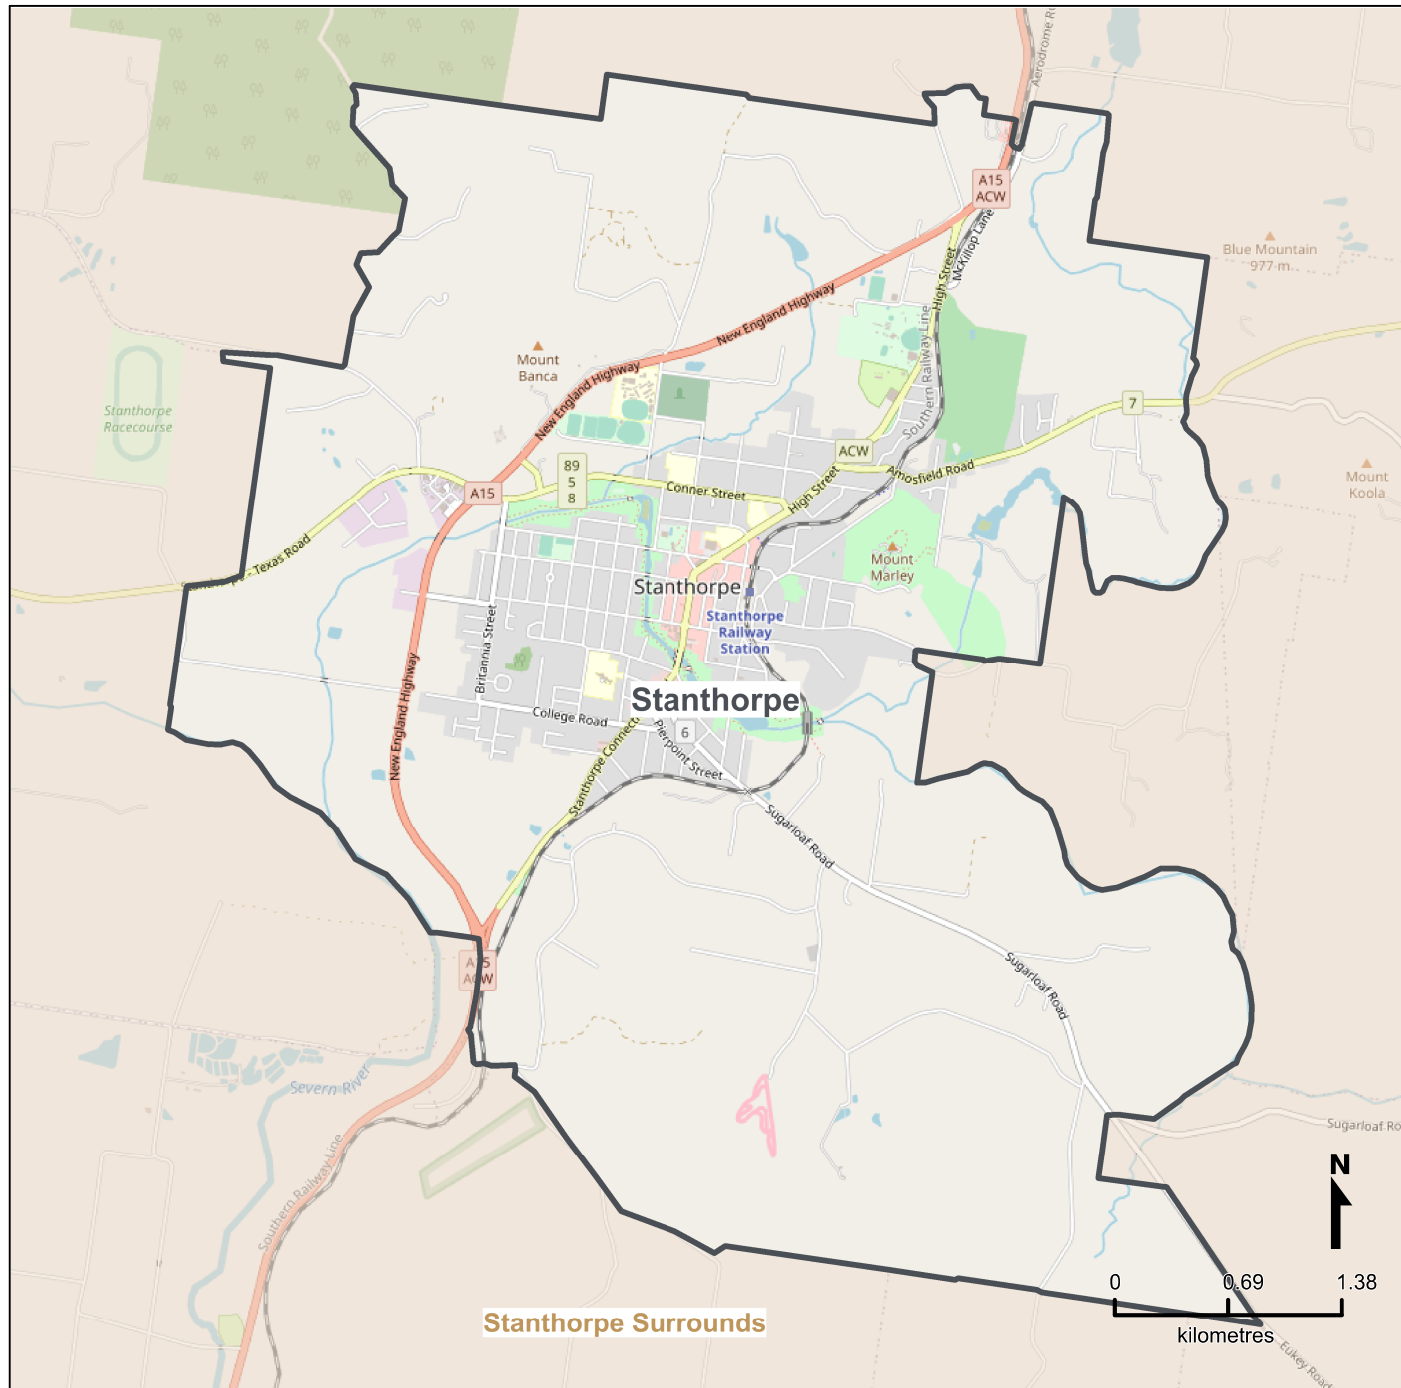 Aerodrome Ro
A15
ACW
Blue Mountain
977 m
McKillop Lane
High Street
New England Highway
Southern Railway Line
Mount
Banca
New England Highway
Stanthorpe
Racecourse
7
ACW
Amosfield Road
Mount
Koola
89
5
8
A15
Conner Street
High Street
Texas Road
Mount
Marley
Stanthorpe
Stanthorpe
Railway
Station
Britannia Street
New England Highway
Stanthorpe
College Road
6
Pierpoint Street
Stanthorpe Connecti
Sugarloaf Road
A15
ACW
Sugarloaf Road
Severn River
Sugarloaf Ro
Southern Railway Line
N
0
0.69
1.38
kilometres
Stanthorpe Surrounds
Eukey Road